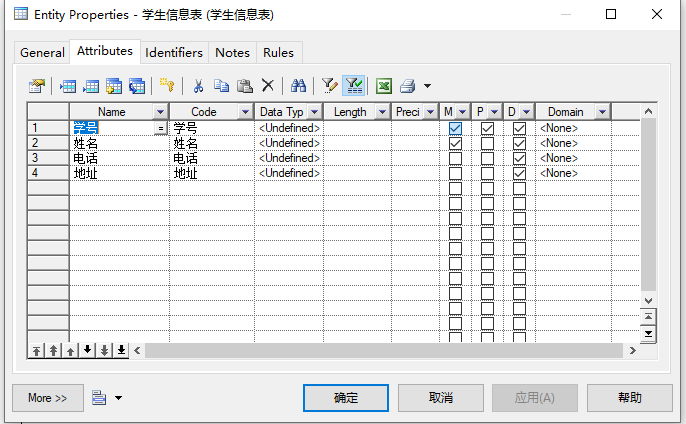 Entity Properties - 学生信息表 (学生信息表)
General Attributes Identifiers Notes Rules
Name Code Data Typ Length Preci M P D Domain
1 学号 = 学号 <Undefined> <None>
2 姓名 姓名 <Undefined> <None>
3 电话 电话 <Undefined> <None>
4 地址 地址 <Undefined> <None>
More >> 确定 取消 应用(A) 帮助